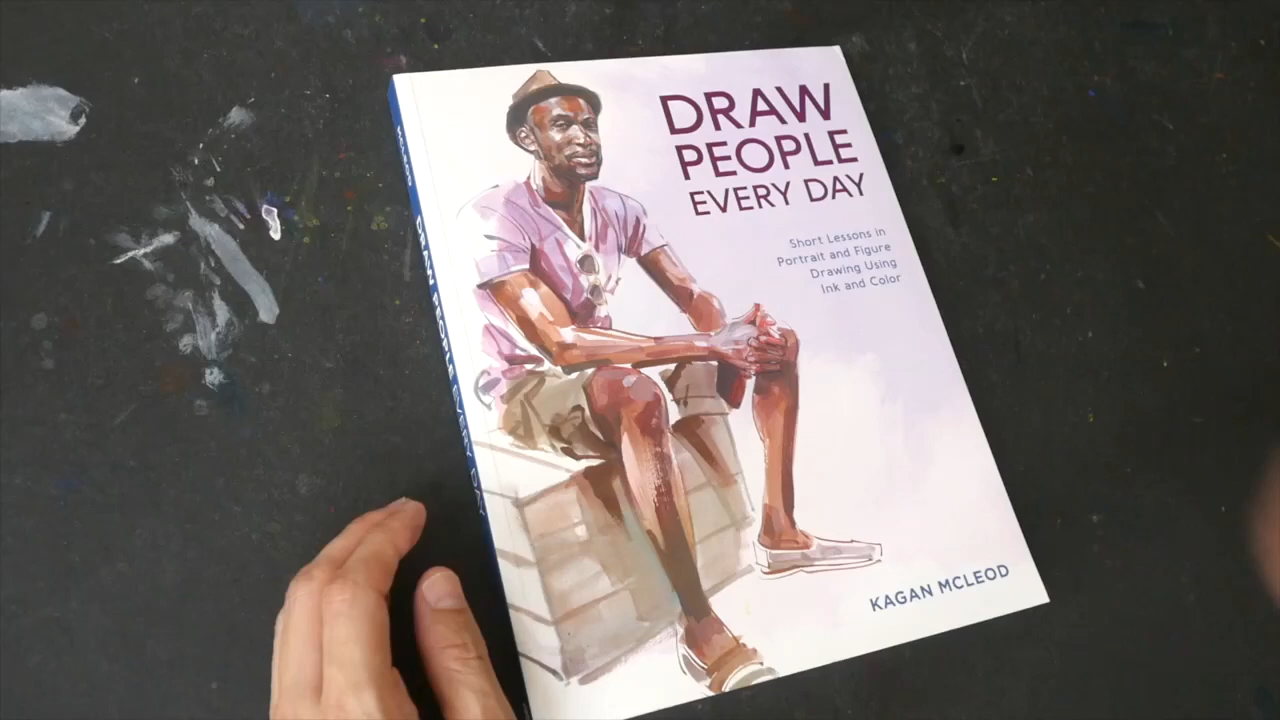 DRAW
PEOPLE
EVERY DAY
Short Lessons in
Portrait and Figure
Drawing Using
Ink and Color
KAGAN MCLEOD
MCLEOD DRAW PEOPLE EVERY DAY